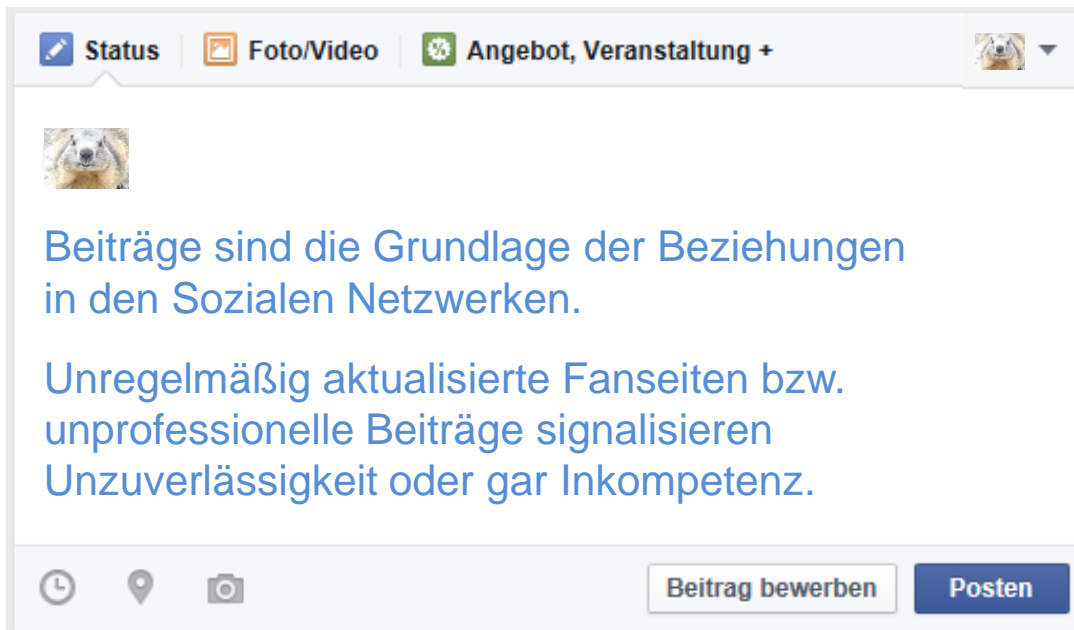 Status Foto/Video Angebot, Veranstaltung +
Beiträge sind die Grundlage der Beziehungen
in den Sozialen Netzwerken.
Unregelmäßig aktualisierte Fanseiten bzw.
unprofessionelle Beiträge signalisieren
Unzuverlässigkeit oder gar Inkompetenz.
Beitrag bewerben Posten